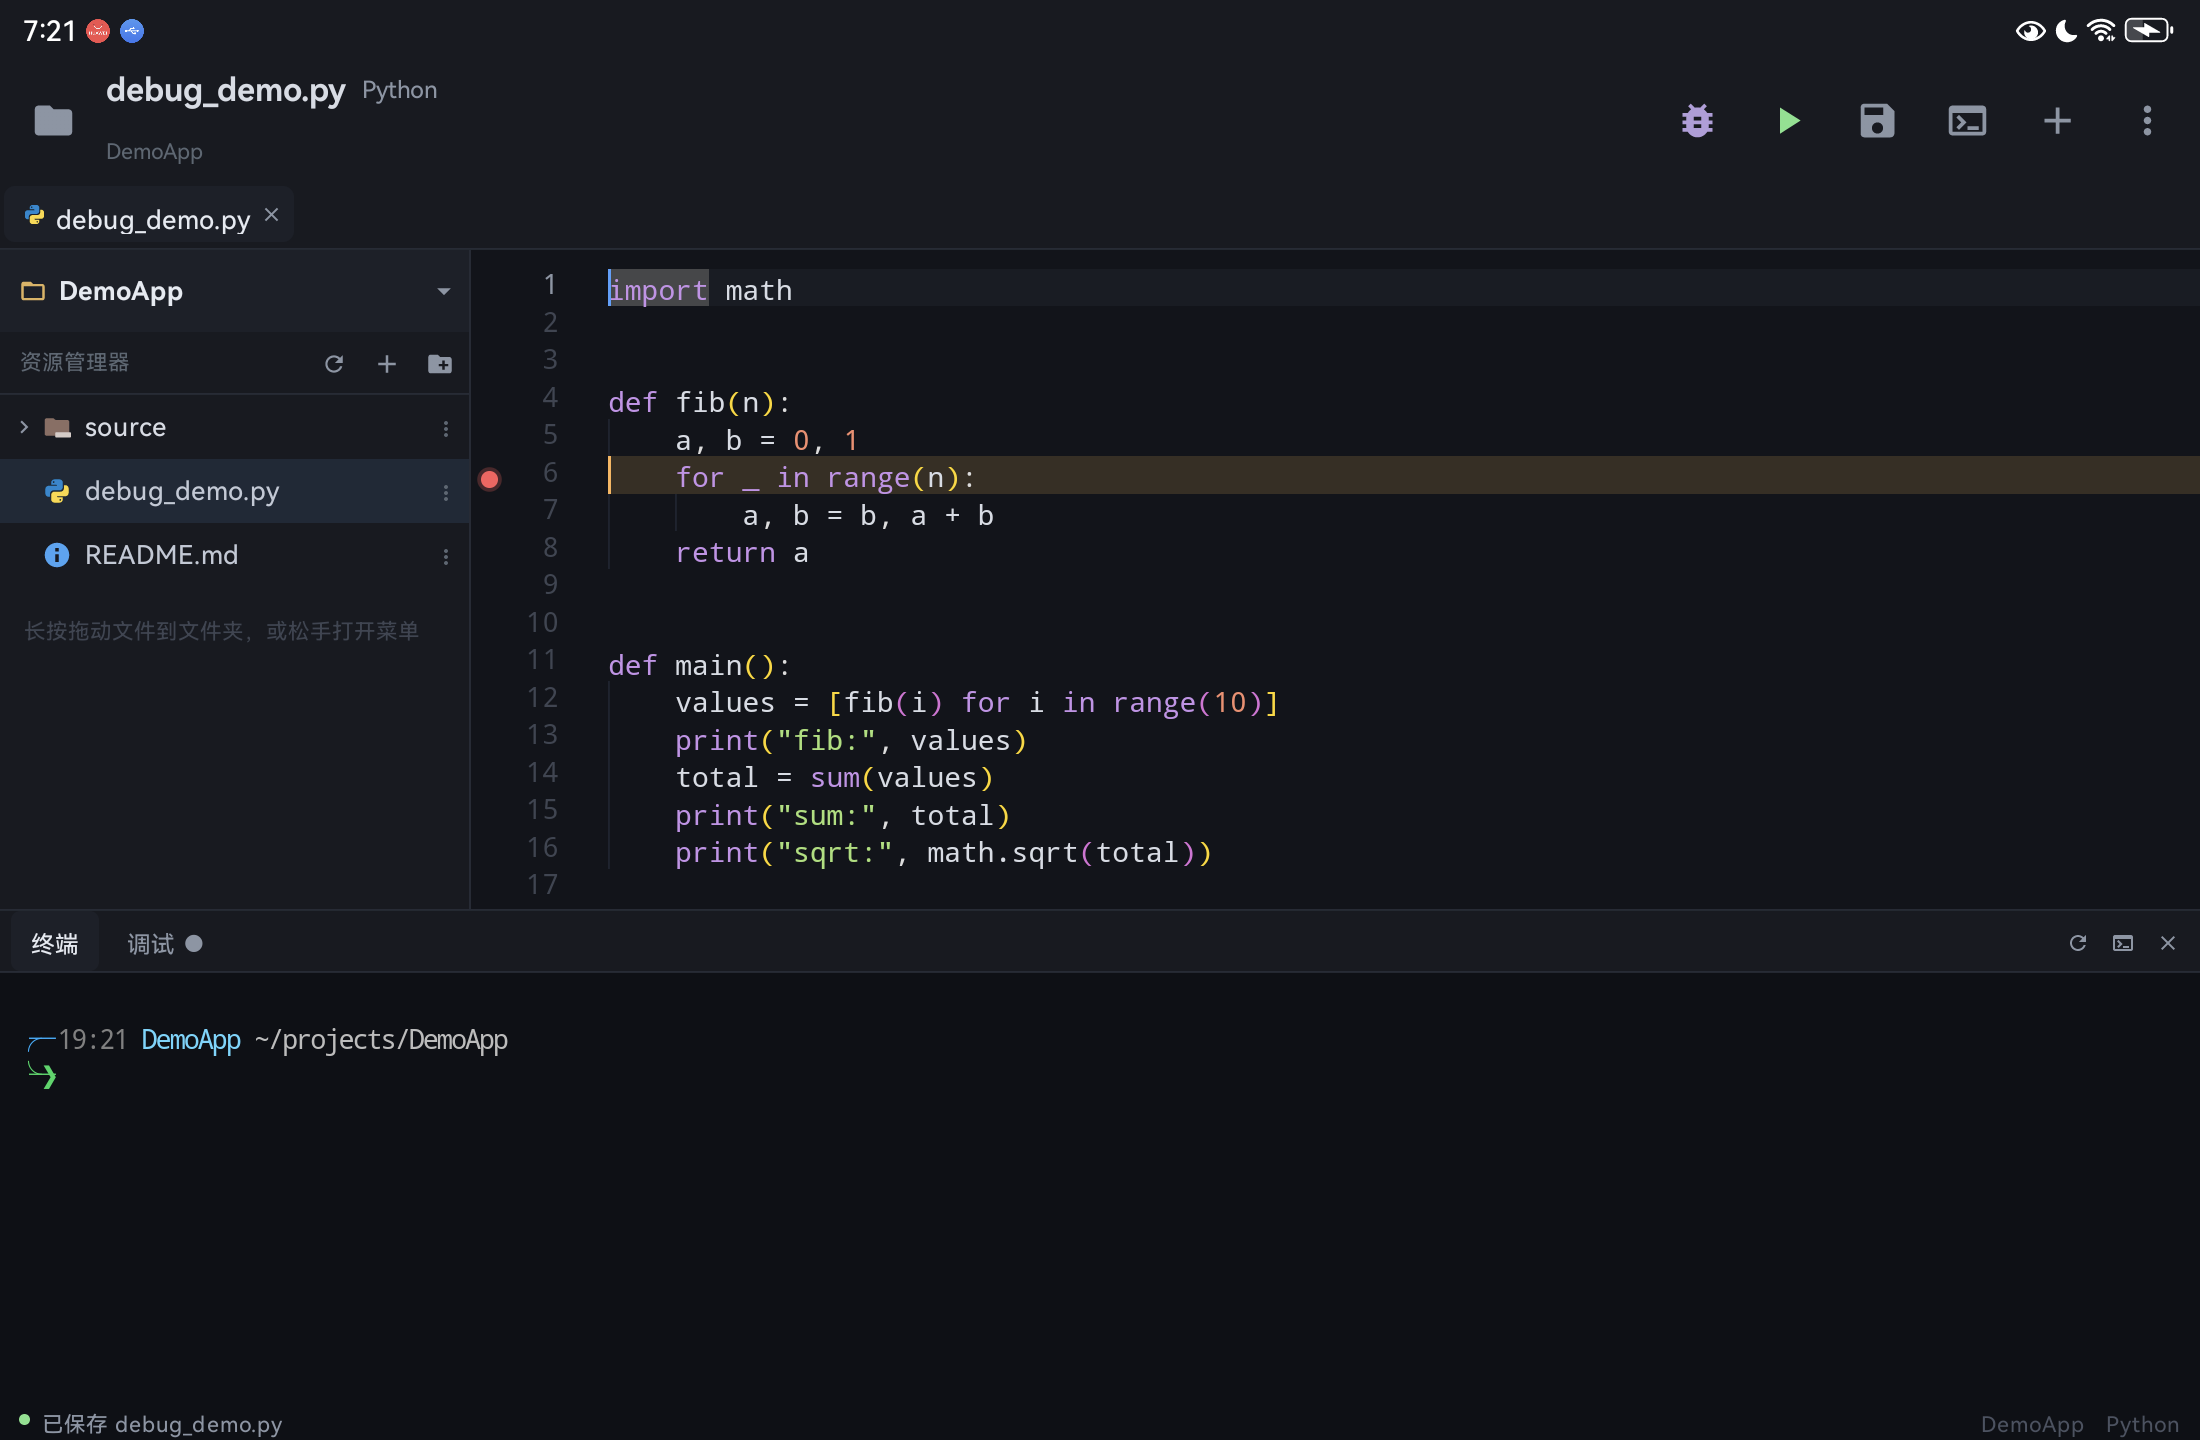 7:21
debug_demo.py Python
DemoApp
debug_demo.py
DemoApp
资源管理器
source
debug_demo.py
README.md
长按拖动文件到文件夹，或松手打开菜单
1 import math
2
3
4 def fib(n):
5     a, b = 0, 1
6     for _ in range(n):
7         a, b = b, a + b
8     return a
9
10
11 def main():
12     values = [fib(i) for i in range(10)]
13     print("fib:", values)
14     total = sum(values)
15     print("sum:", total)
16     print("sqrt:", math.sqrt(total))
17
终端 调试
19:21 DemoApp ~/projects/DemoApp
❯
已保存 debug_demo.py
DemoApp Python